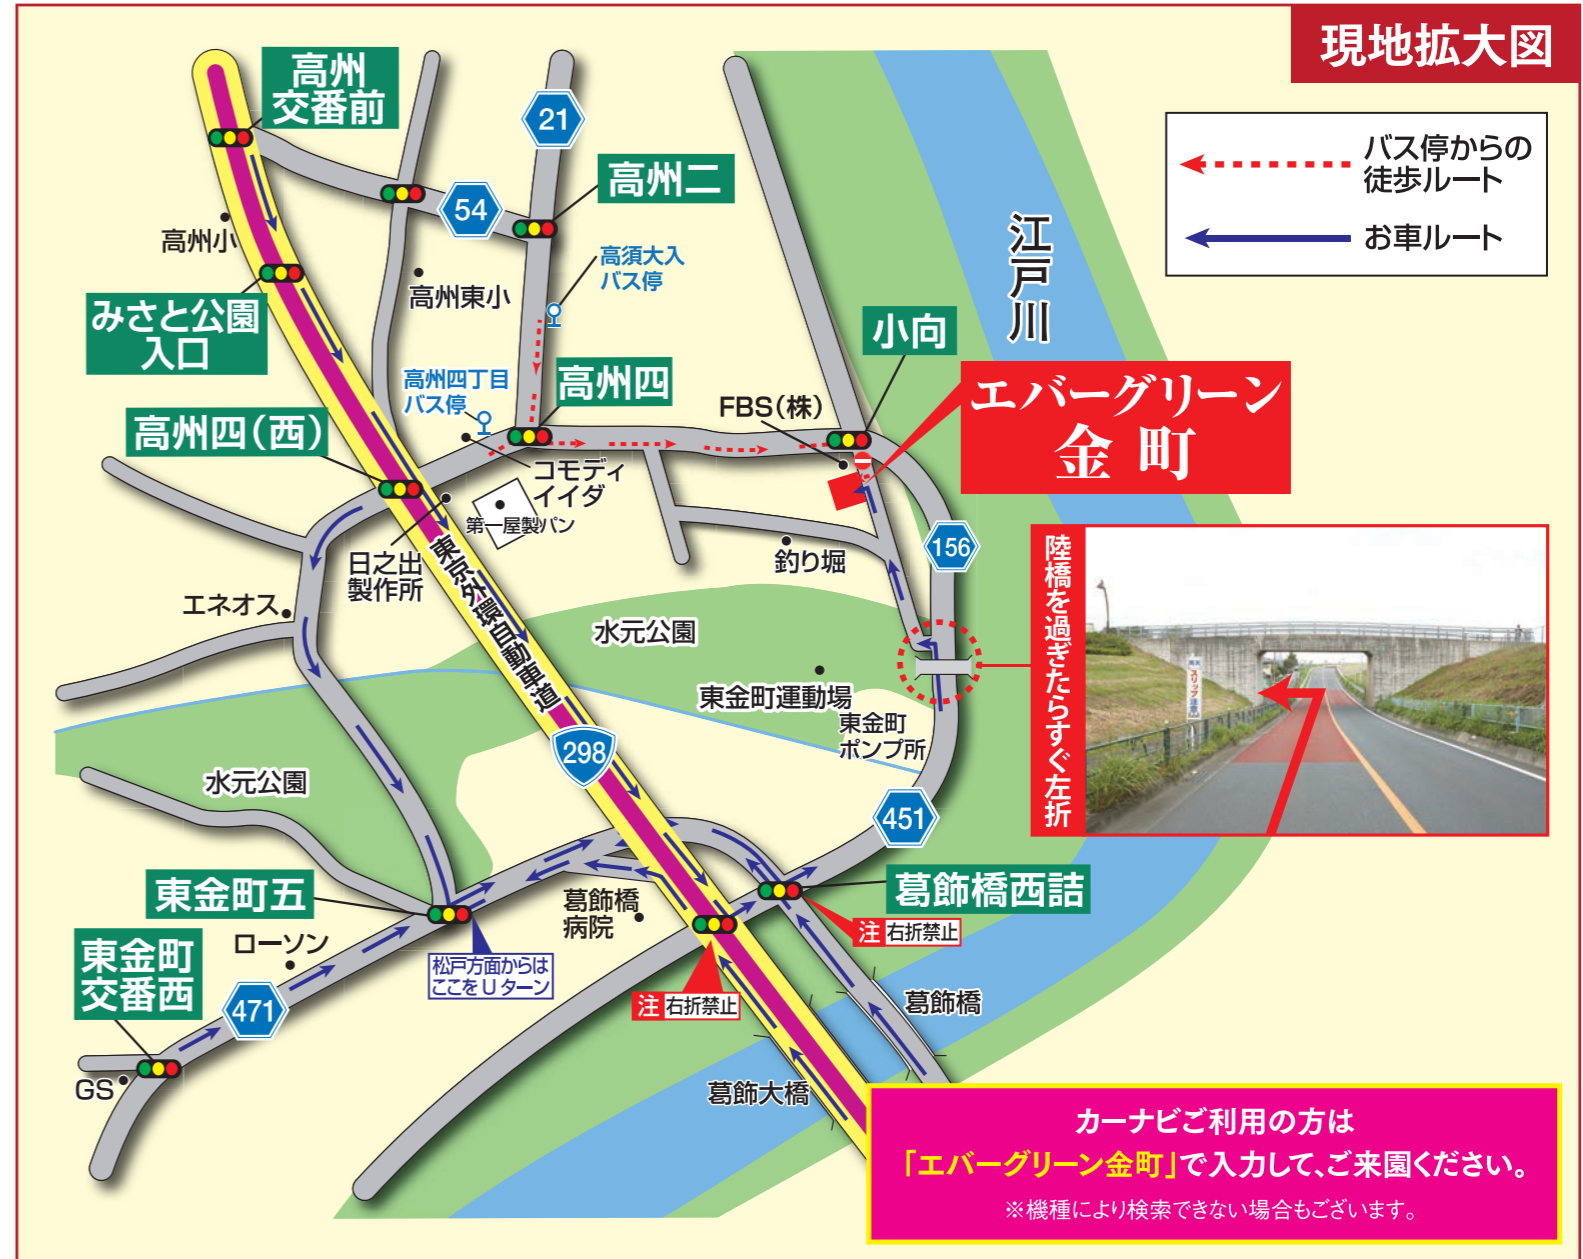 現地拡大図
バス停からの
徒歩ルート
お車ルート
高州
交番前
21
高州二
54
高州小
高須大入
バス停
江戸川
高州東小
みさと公園
入口
小向
高州四丁目
バス停
高州四
エバーグリーン
金町
FBS(株)
高州四(西)
コモディ
イイダ
第一屋製パン
日之出
製作所
東京外環自動車道
156
釣り堀
陸橋を過ぎたらすぐ左折
スリップ注意
エネオス
水元公園
東金町運動場
東金町
ポンプ所
298
水元公園
451
東金町五
葛飾橋
病院
葛飾橋西詰
注 右折禁止
ローソン
東金町
交番西
松戸方面からは
ここをUターン
注 右折禁止
葛飾橋
471
GS
葛飾大橋
カーナビご利用の方は
「エバーグリーン金町」で入力して、ご来園ください。
※機種により検索できない場合もございます。